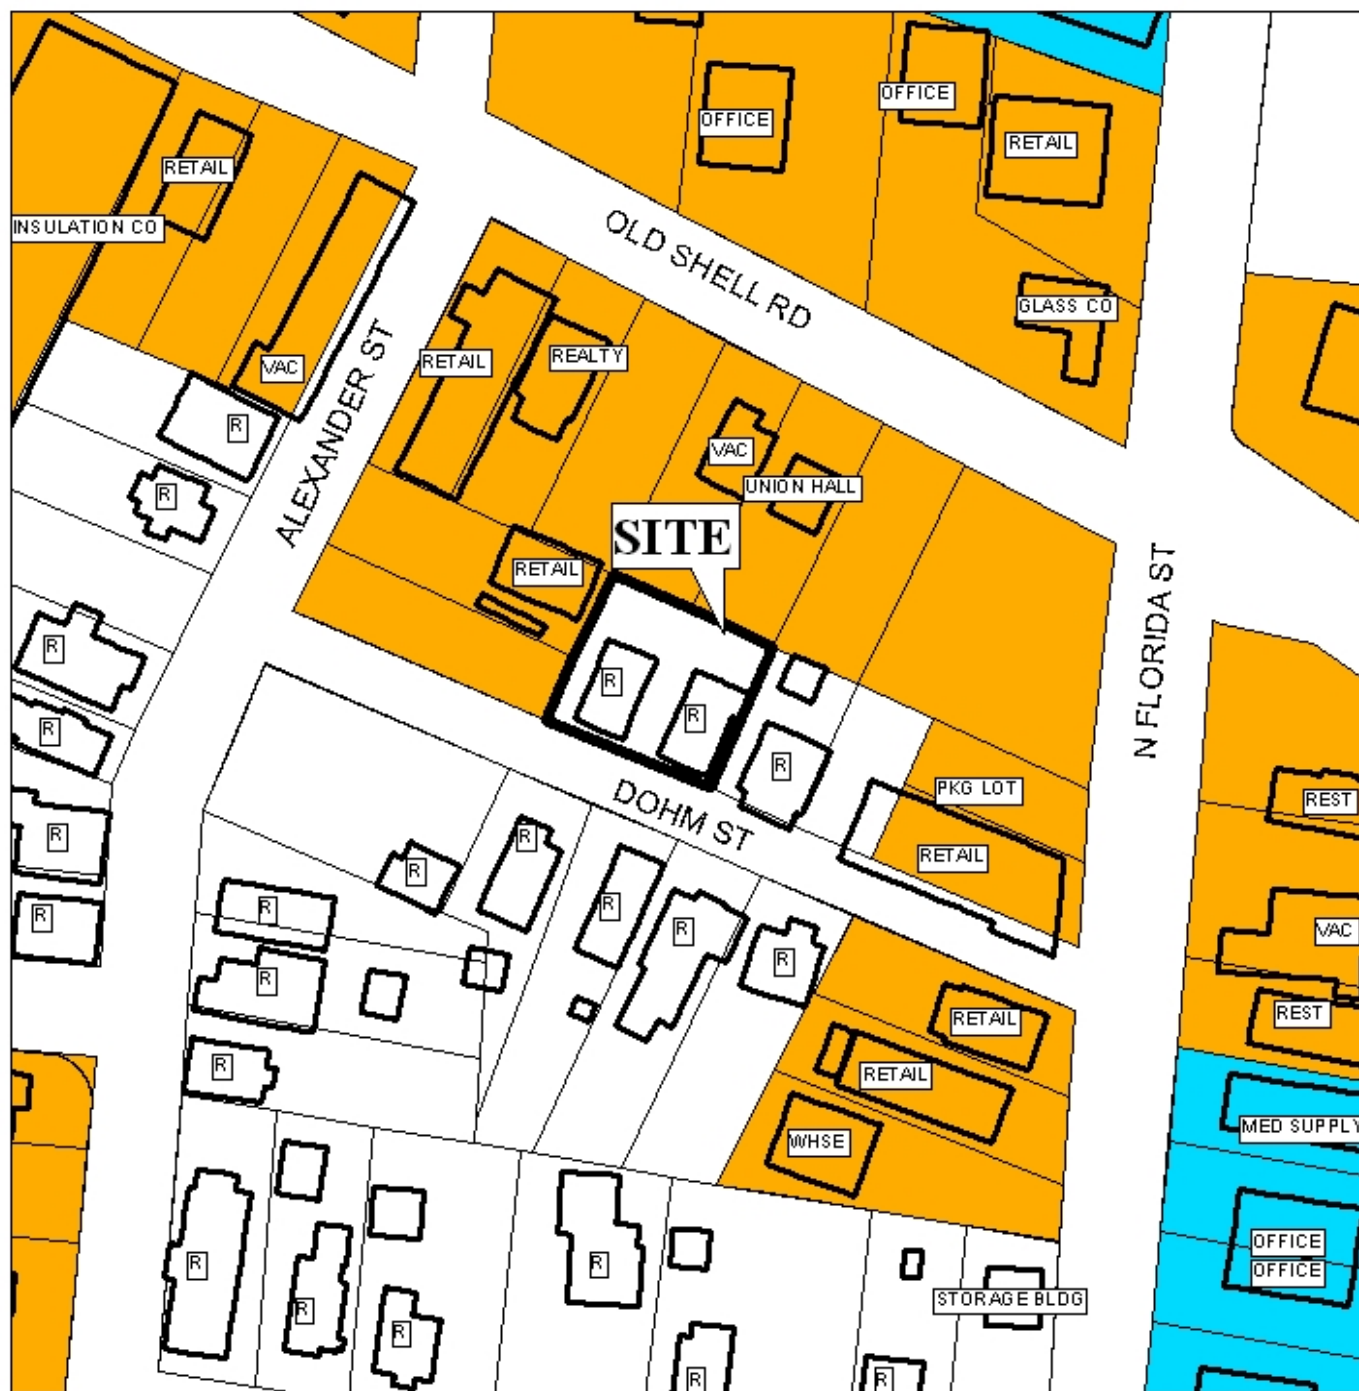 OFFICE
OFFICE
RETAIL
RETAIL
INSULATION CO
OLD SHELL RD
GLASS CO
VAC
RETAIL
REALTY
ALEXANDER ST
R
VAC
UNION HALL
R
SITE
RETAIL
N FLORIDA ST
R
R
R
R
R
PKG LOT
REST
DOHM ST
R
R
RETAIL
R
R
R
R
R
VAC
R
R
RETAIL
REST
R
RETAIL
MED SUPPLY
WHSE
OFFICE
R
R
OFFICE
R
STORAGE BLDG
R
R
R